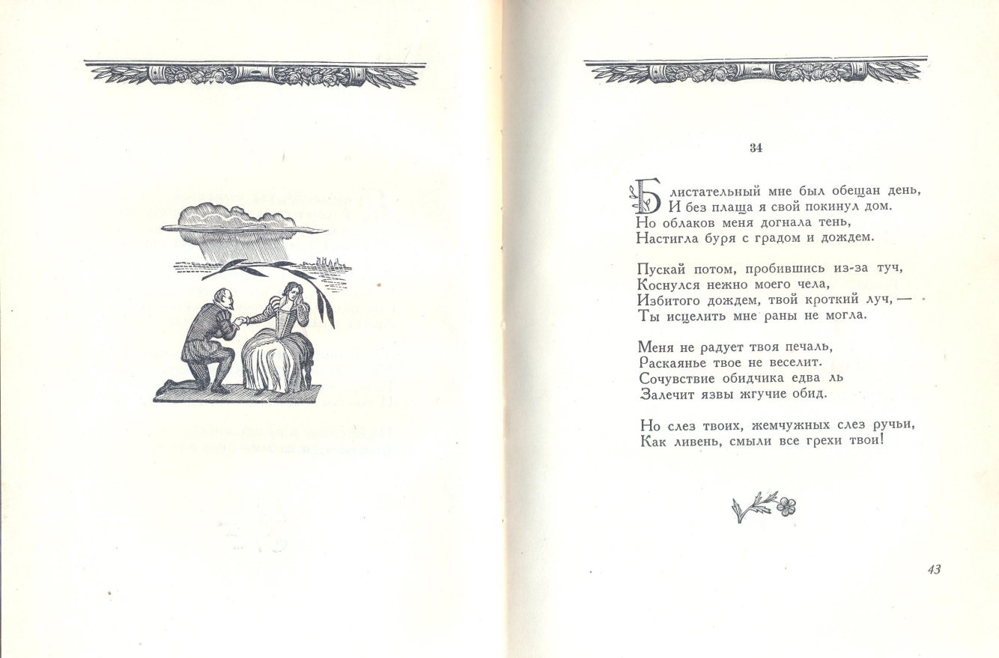 34
Блистательный мне был обещан день,
И без плаща я свой покинул дом.
Но облаков меня догнала тень,
Настигла буря с градом и дождем.
Пускай потом, пробившись из-за туч,
Коснулся нежно моего чела,
Избитого дождем, твой кроткий луч, —
Ты исцелить мне раны не могла.
Меня не радует твоя печаль,
Раскаянье твое не веселит.
Сочувствие обидчика едва ль
Залечит язвы жгучие обид.
Но слез твоих, жемчужных слез ручьи,
Как ливень, смыли все грехи твои!
43